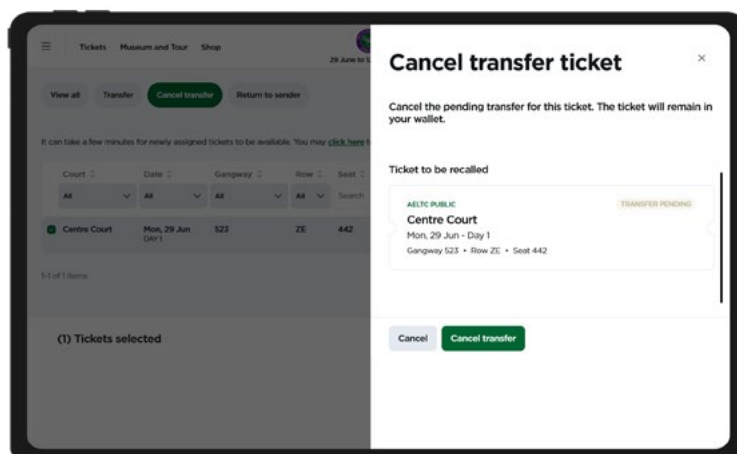 Tickets Museum and Tour Shop
29 June to
View all Transfer Cancel transfer Return to sender
It can take a few minutes for newly assigned tickets to be available. You may click here
Court Date Gangway Row Seat
All All All All Search
Centre Court Mon, 29 Jun 523 ZE 442
DAY 1
1-1 of 1 items
(1) Tickets selected
Cancel transfer ticket
Cancel the pending transfer for this ticket. The ticket will remain in
your wallet.
Ticket to be recalled
AELTC PUBLIC TRANSFER PENDING
Centre Court
Mon, 29 Jun - Day 1
Gangway 523 • Row ZE • Seat 442
Cancel Cancel transfer